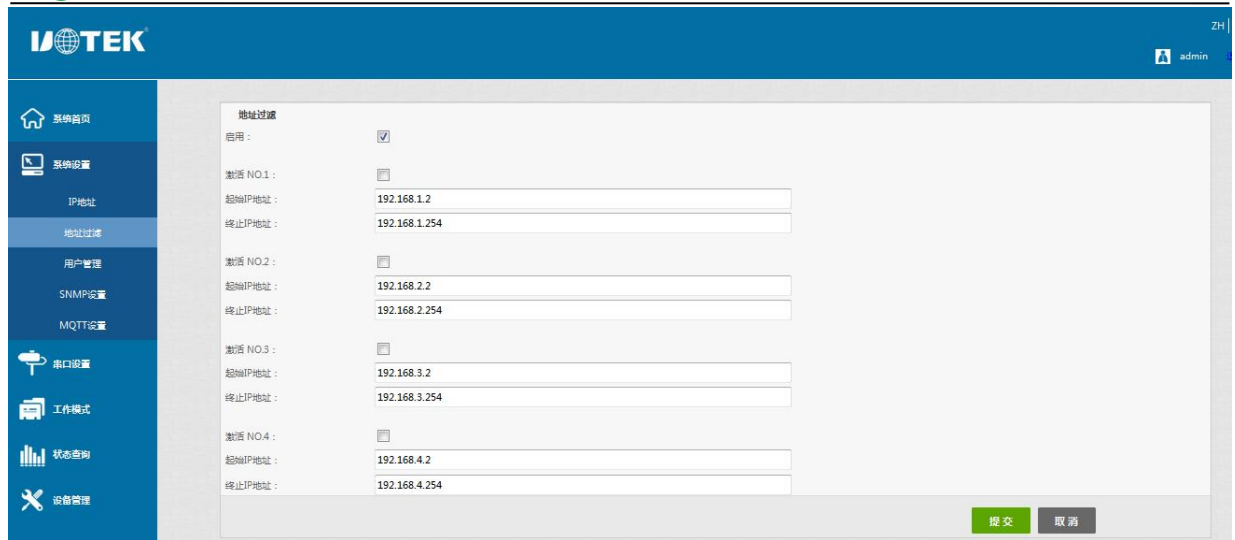 ZH
UOTEK
admin
系统首页
系统设置
IP地址
地址过滤
用户管理
SNMP设置
MQTT设置
串口设置
工作模式
状态查询
设备管理
地址过滤
启用：
激活 NO.1：
起始IP地址： 192.168.1.2
终止IP地址： 192.168.1.254
激活 NO.2：
起始IP地址： 192.168.2.2
终止IP地址： 192.168.2.254
激活 NO.3：
起始IP地址： 192.168.3.2
终止IP地址： 192.168.3.254
激活 NO.4：
起始IP地址： 192.168.4.2
终止IP地址： 192.168.4.254
提交 取消